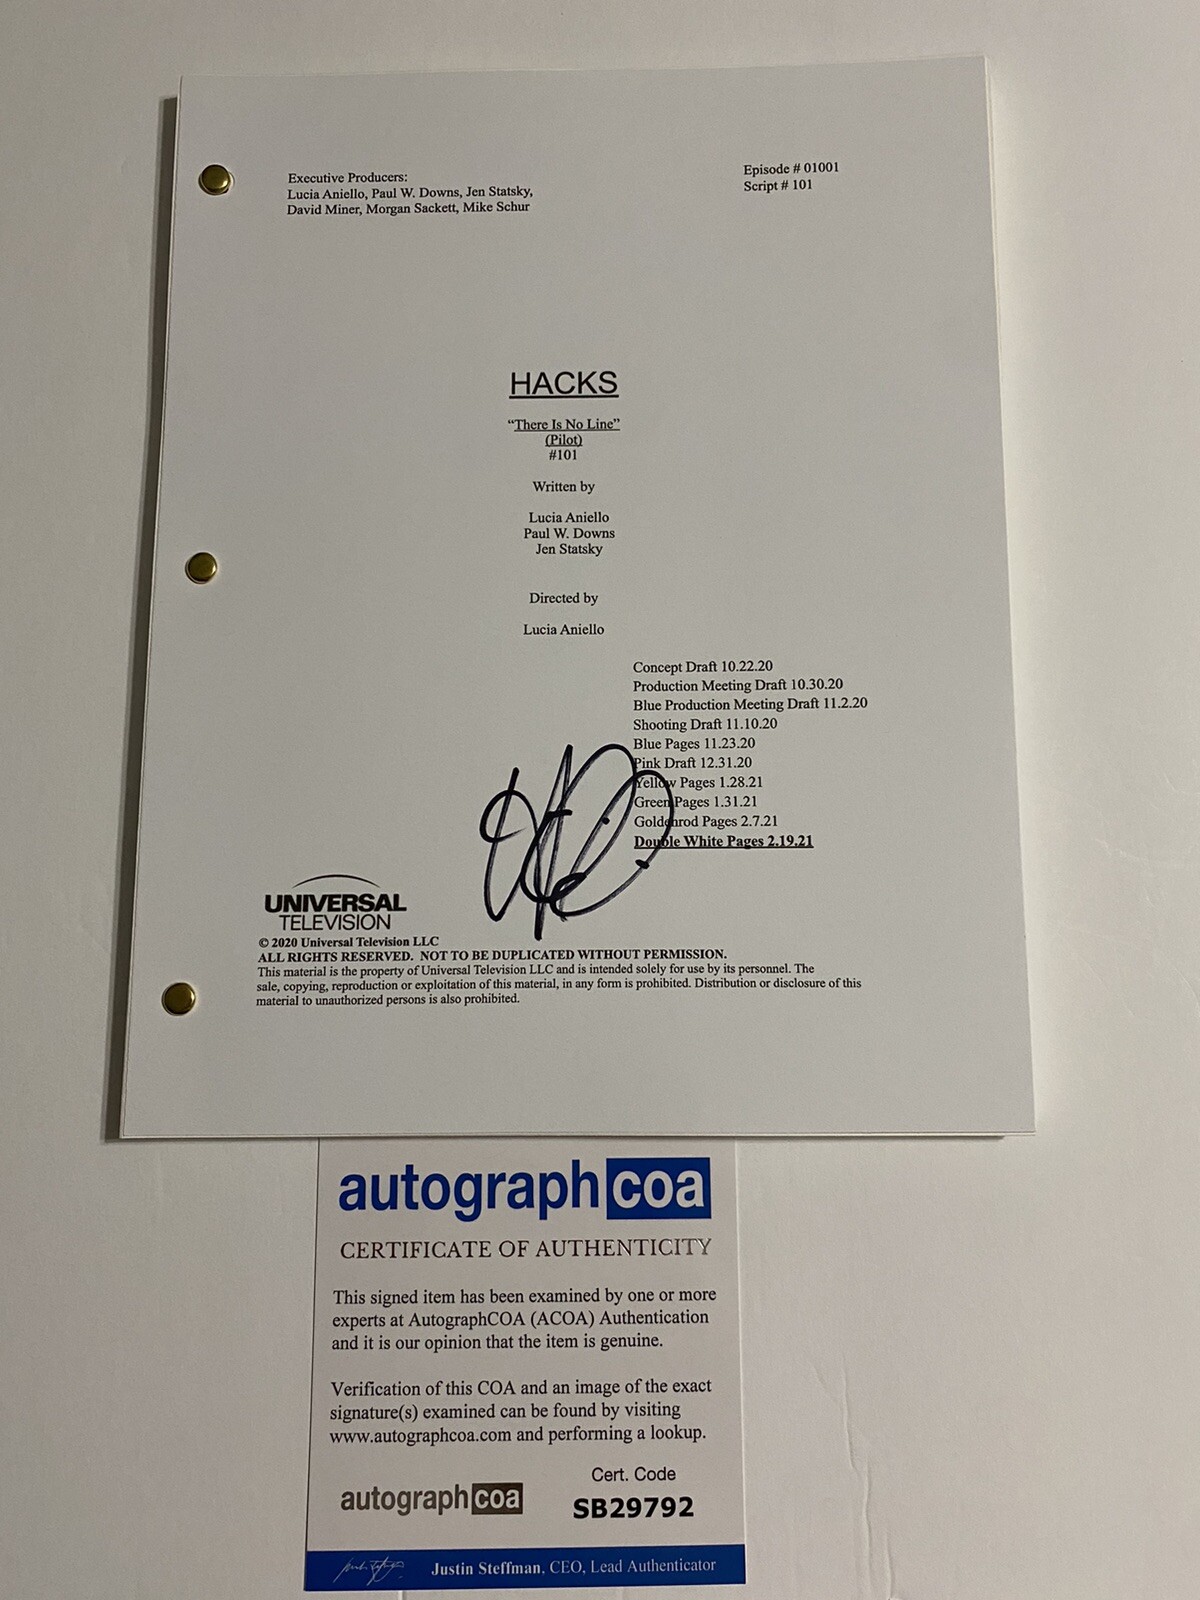 Executive Producers:
Lucia Aniello, Paul W. Downs, Jen Statsky,
David Miner, Morgan Sackett, Mike Schur
Episode # 01001
Script # 101
HACKS
“There Is No Line”
(Pilot)
#101
Written by
Lucia Aniello
Paul W. Downs
Jen Statsky
Directed by
Lucia Aniello
Concept Draft 10.22.20
Production Meeting Draft 10.30.20
Blue Production Meeting Draft 11.2.20
Shooting Draft 11.10.20
Blue Pages 11.23.20
Pink Draft 12.31.20
Yellow Pages 1.28.21
Green Pages 1.31.21
Goldenrod Pages 2.7.21
Double White Pages 2.19.21
UNIVERSAL
TELEVISION
© 2020 Universal Television LLC
ALL RIGHTS RESERVED. NOT TO BE DUPLICATED WITHOUT PERMISSION.
This material is the property of Universal Television LLC and is intended solely for use by its personnel. The
sale, copying, reproduction or exploitation of this material, in any form is prohibited. Distribution or disclosure of this
material to unauthorized persons is also prohibited.
autographcoa
CERTIFICATE OF AUTHENTICITY
This signed item has been examined by one or more
experts at AutographCOA (ACOA) Authentication
and it is our opinion that the item is genuine.
Verification of this COA and an image of the exact
signature(s) examined can be found by visiting
www.autographcoa.com and performing a lookup.
autographcoa
Cert. Code
SB29792
Justin Steffman, CEO, Lead Authenticator